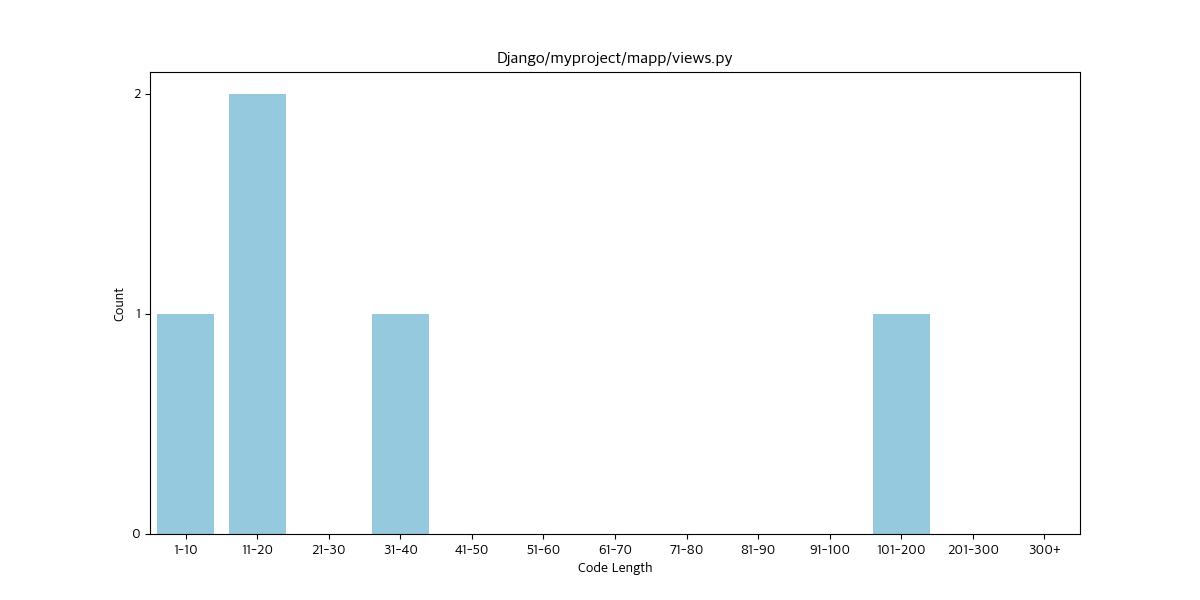 Django/myproject/mapp/views.py
Count
2
1
0
1-10 11-20 21-30 31-40 41-50 51-60 61-70 71-80 81-90 91-100 101-200 201-300 300+
Code Length